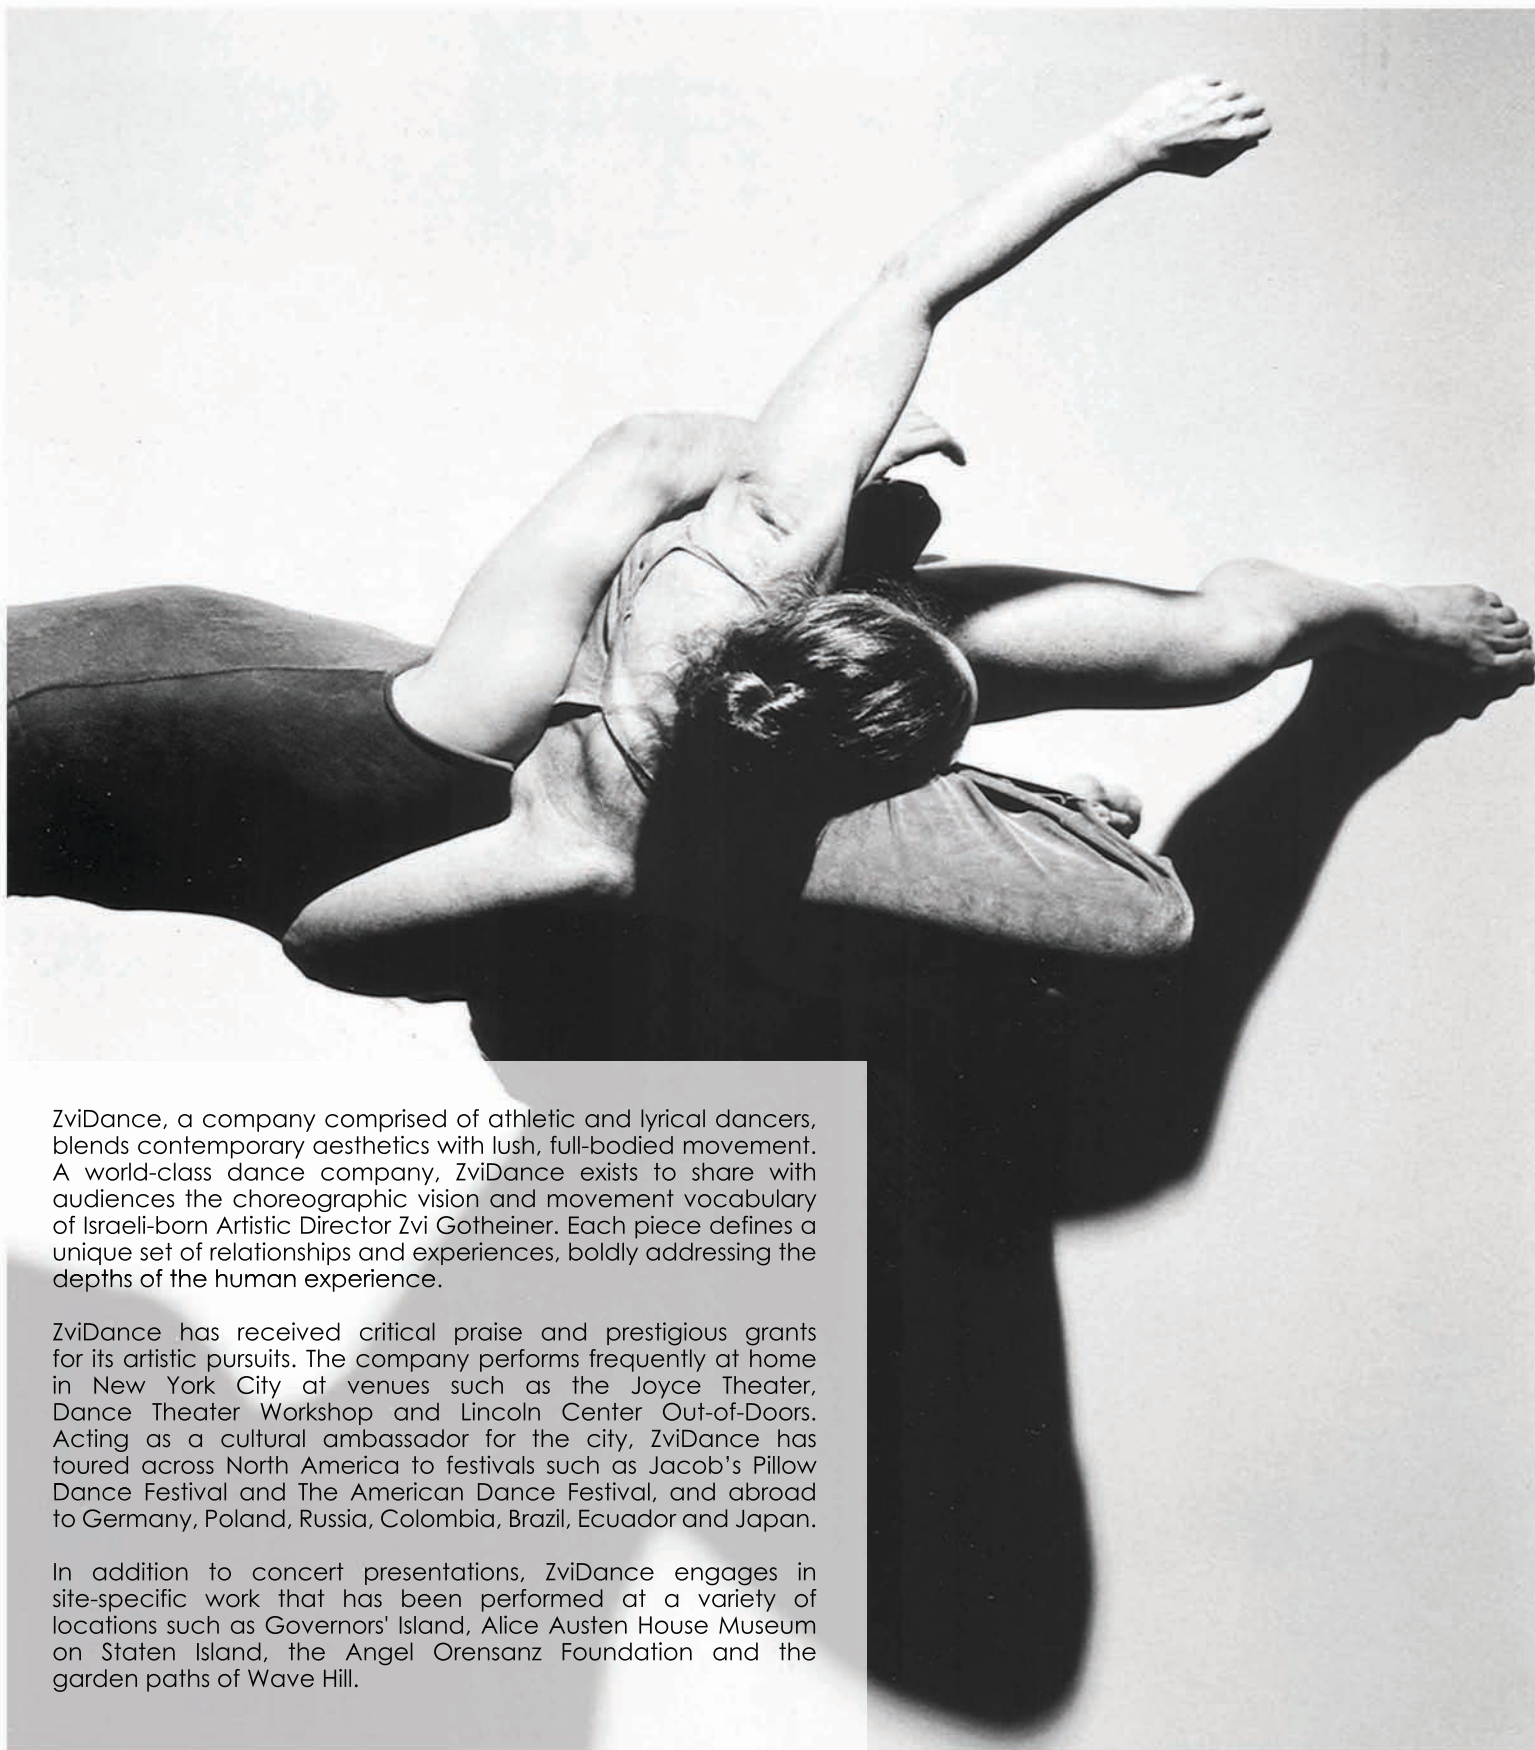 ZviDance, a company comprised of athletic and lyrical dancers,
blends contemporary aesthetics with lush, full-bodied movement.
A world-class dance company, ZviDance exists to share with
audiences the choreographic vision and movement vocabulary
of Israeli-born Artistic Director Zvi Gotheiner. Each piece defines a
unique set of relationships and experiences, boldly addressing the
depths of the human experience.
ZviDance has received critical praise and prestigious grants
for its artistic pursuits. The company performs frequently at home
in New York City at venues such as the Joyce Theater,
Dance Theater Workshop and Lincoln Center Out-of-Doors.
Acting as a cultural ambassador for the city, ZviDance has
toured across North America to festivals such as Jacob's Pillow
Dance Festival and The American Dance Festival, and abroad
to Germany, Poland, Russia, Colombia, Brazil, Ecuador and Japan.
In addition to concert presentations, ZviDance engages in
site-specific work that has been performed at a variety of
locations such as Governors' Island, Alice Austen House Museum
on Staten Island, the Angel Orensanz Foundation and the
garden paths of Wave Hill.